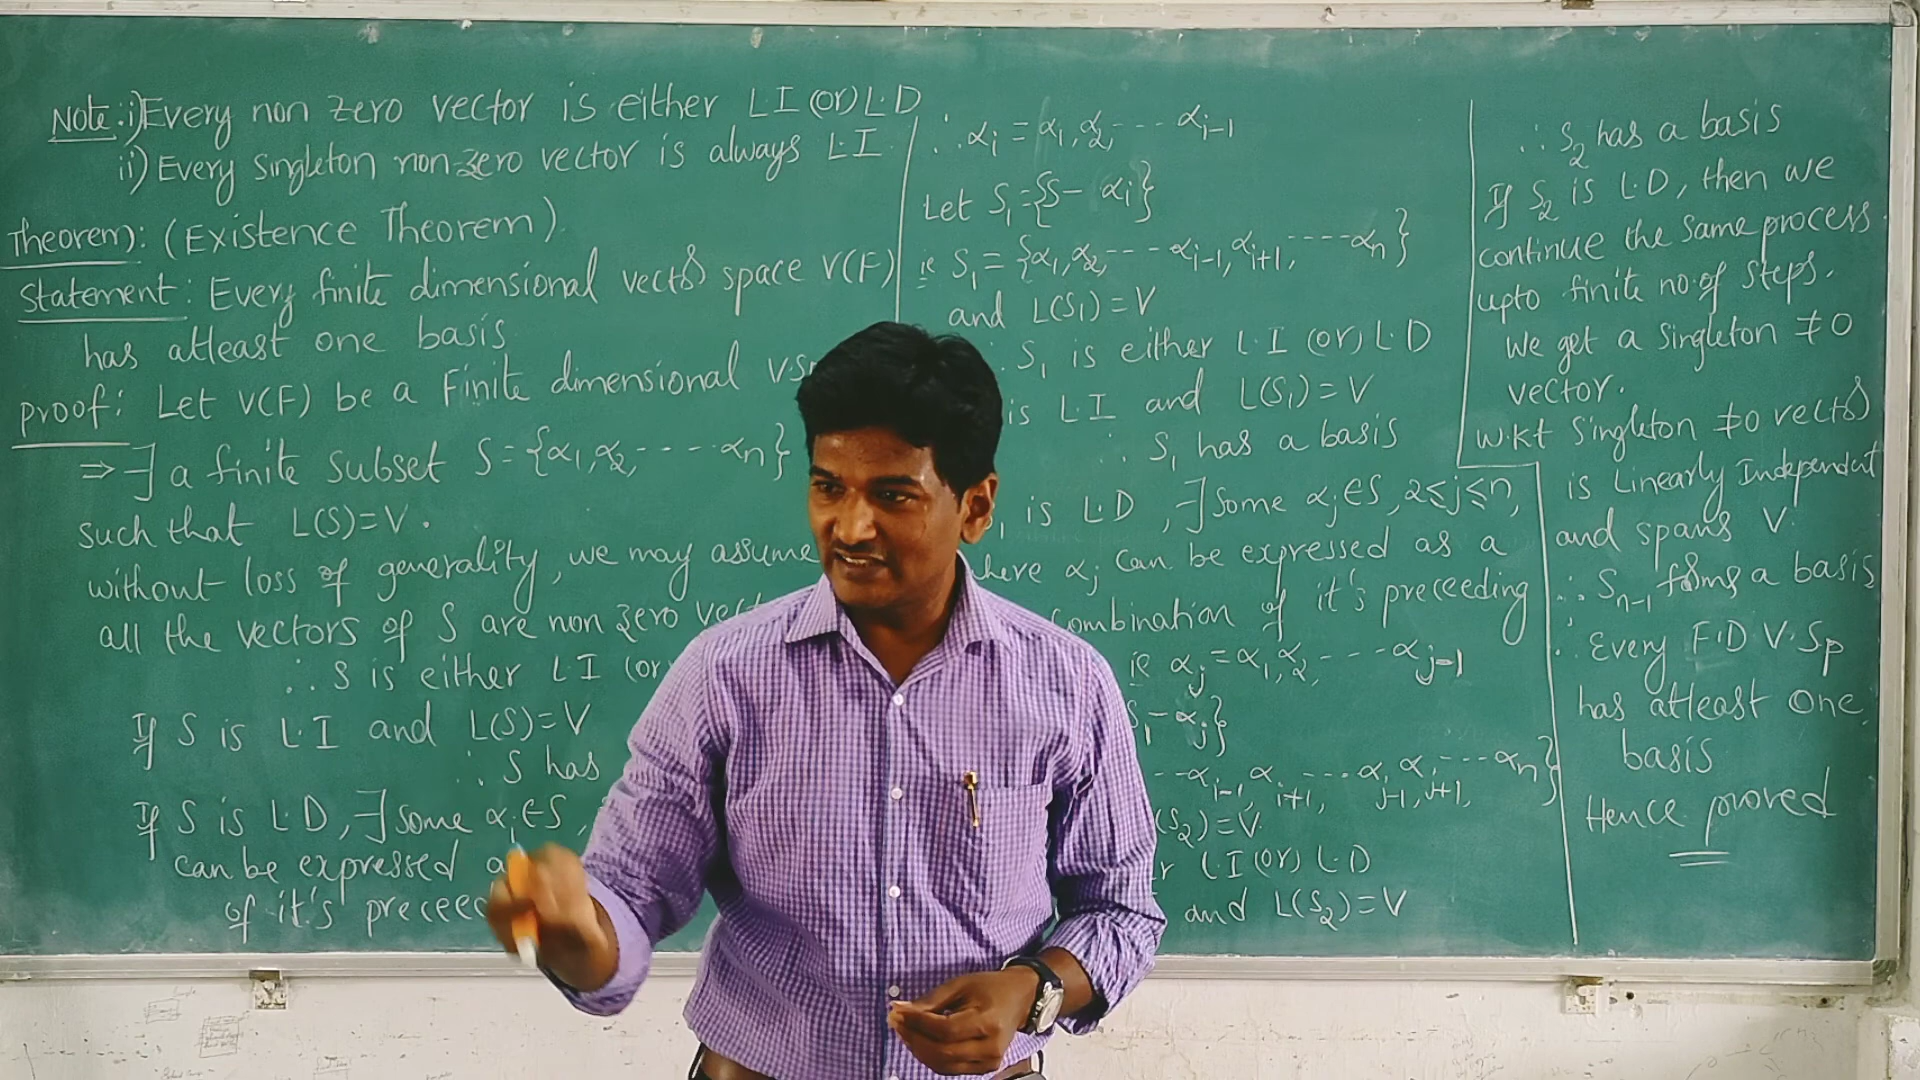 Note: i) Every non zero vector is either L.I (or) L.D
ii) Every singleton non-zero vector is always L.I
Theorem: (Existence Theorem)
Statement: Every finite dimensional vector space V(F)
has atleast one basis
proof: Let V(F) be a Finite dimensional V.S
⇒ ∃ a finite subset S={α1,α2,---αn}
such that L(S)=V.
without loss of generality, we may assume
all the vectors of S are non zero vect
∴ S is either L.I (or
If S is L.I and L(S)=V
∴ S has
If S is L.D, ∃ some αi∈S,
can be expressed a
of it's preceed
∴ αi = α1,α2,---- αi-1
Let S1={S- αi}
ie S1={α1,α2,---αi-1,αi+1,----αn}
and L(S1)=V
∴ S1 is either L.I (or) L.D
is L.I and L(S1)=V
∴ S1 has a basis
1 is L.D, ∃ some αj∈S, 2≤j≤n,
here αj can be expressed as a
combination of it's preceeding
ie αj=α1,α2,---αj-1
1-αj}
--αi-1,αi+1,---αj-1,αj+1,---αn}
(S2)=V.
r L.I (or) L.D
and L(S2)=V
∴ S2 has a basis
If S2 is L.D, then we
continue the same process
upto finite no.of steps.
We get a singleton ≠0
vector.
w.k.t singleton ≠0 vector
is Linearly Independent
and spans V
∴ Sn-1 forms a basis
∴ Every F.D V.Sp
has atleast one
basis
Hence proved